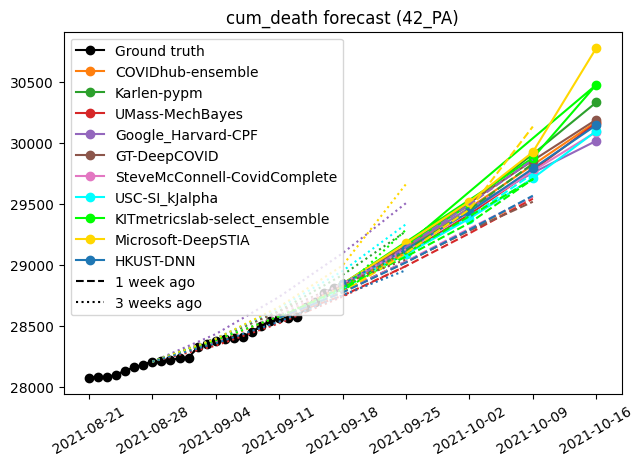 cum_death forecast (42_PA)
30500
30000
29500
29000
28500
28000
Ground truth
COVIDhub-ensemble
Karlen-pypm
UMass-MechBayes
Google_Harvard-CPF
GT-DeepCOVID
SteveMcConnell-CovidComplete
USC-SI_kJalpha
KITmetricslab-select_ensemble
Microsoft-DeepSTIA
HKUST-DNN
1 week ago
3 weeks ago
2021-08-21
2021-08-28
2021-09-04
2021-09-11
2021-09-18
2021-09-25
2021-10-02
2021-10-09
2021-10-16